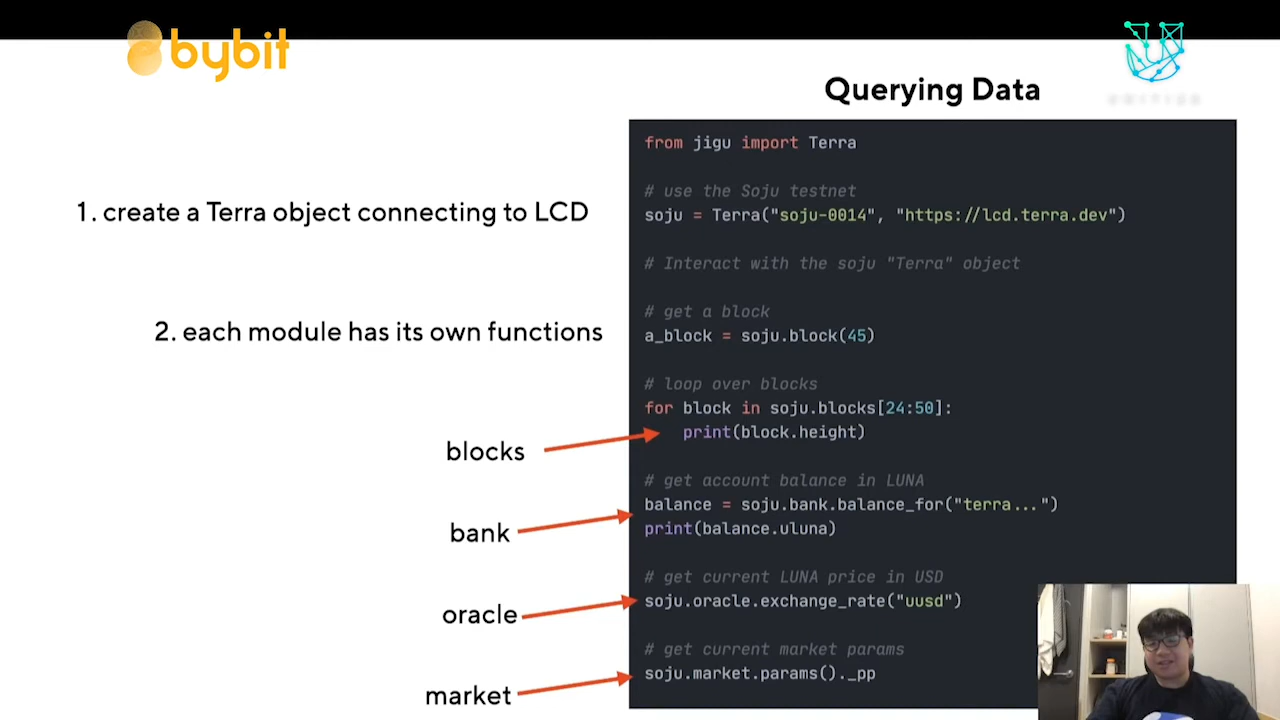 bybit
Querying Data
1. create a Terra object connecting to LCD
2. each module has its own functions
blocks
bank
oracle
market
from jigu import Terra
# use the Soju testnet
soju = Terra("soju-0014", "https://lcd.terra.dev")
# Interact with the soju "Terra" object
# get a block
a_block = soju.block(45)
# loop over blocks
for block in soju.blocks[24:50]:
print(block.height)
# get account balance in LUNA
balance = soju.bank.balance_for("terra...")
print(balance.uluna)
# get current LUNA price in USD
soju.oracle.exchange_rate("uusd")
# get current market params
soju.market.params()._pp